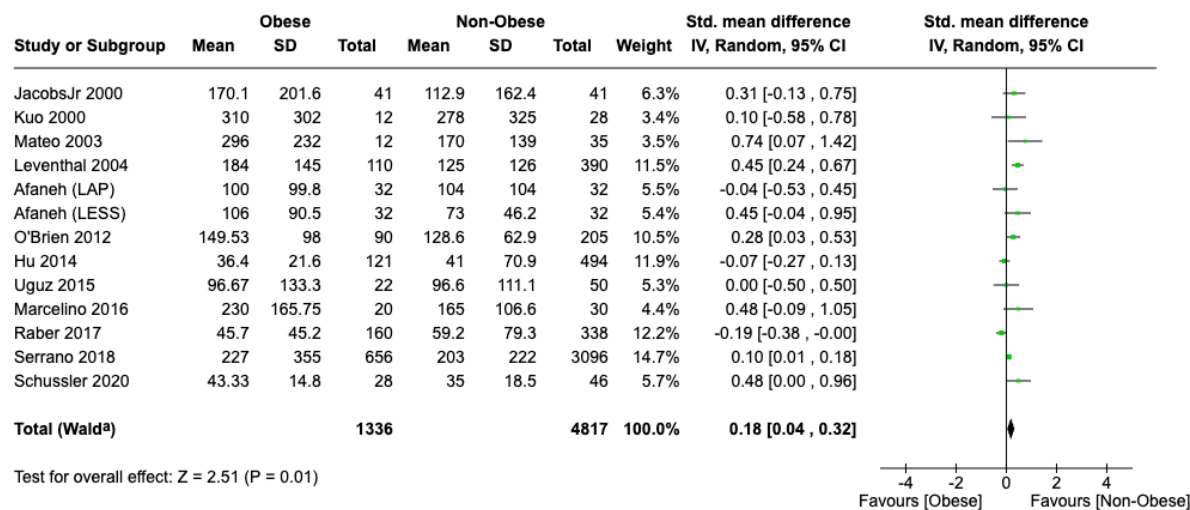 Obese Non-Obese Std. mean difference Std. mean difference
Study or Subgroup Mean SD Total Mean SD Total Weight IV, Random, 95% CI IV, Random, 95% CI
JacobsJr 2000 170.1 201.6 41 112.9 162.4 41 6.3% 0.31 [-0.13 , 0.75]
Kuo 2000 310 302 12 278 325 28 3.4% 0.10 [-0.58 , 0.78]
Mateo 2003 296 232 12 170 139 35 3.5% 0.74 [0.07 , 1.42]
Leventhal 2004 184 145 110 125 126 390 11.5% 0.45 [0.24 , 0.67]
Afaneh (LAP) 100 99.8 32 104 104 32 5.5% -0.04 [-0.53 , 0.45]
Afaneh (LESS) 106 90.5 32 73 46.2 32 5.4% 0.45 [-0.04 , 0.95]
O'Brien 2012 149.53 98 90 128.6 62.9 205 10.5% 0.28 [0.03 , 0.53]
Hu 2014 36.4 21.6 121 41 70.9 494 11.9% -0.07 [-0.27 , 0.13]
Uguz 2015 96.67 133.3 22 96.6 111.1 50 5.3% 0.00 [-0.50 , 0.50]
Marcelino 2016 230 165.75 20 165 106.6 30 4.4% 0.48 [-0.09 , 1.05]
Raber 2017 45.7 45.2 160 59.2 79.3 338 12.2% -0.19 [-0.38 , -0.00]
Serrano 2018 227 355 656 203 222 3096 14.7% 0.10 [0.01 , 0.18]
Schussler 2020 43.33 14.8 28 35 18.5 46 5.7% 0.48 [0.00 , 0.96]
Total (Waldᵃ) 1336 4817 100.0% 0.18 [0.04 , 0.32]
Test for overall effect: Z = 2.51 (P = 0.01)
-4 -2 0 2 4
Favours [Obese] Favours [Non-Obese]